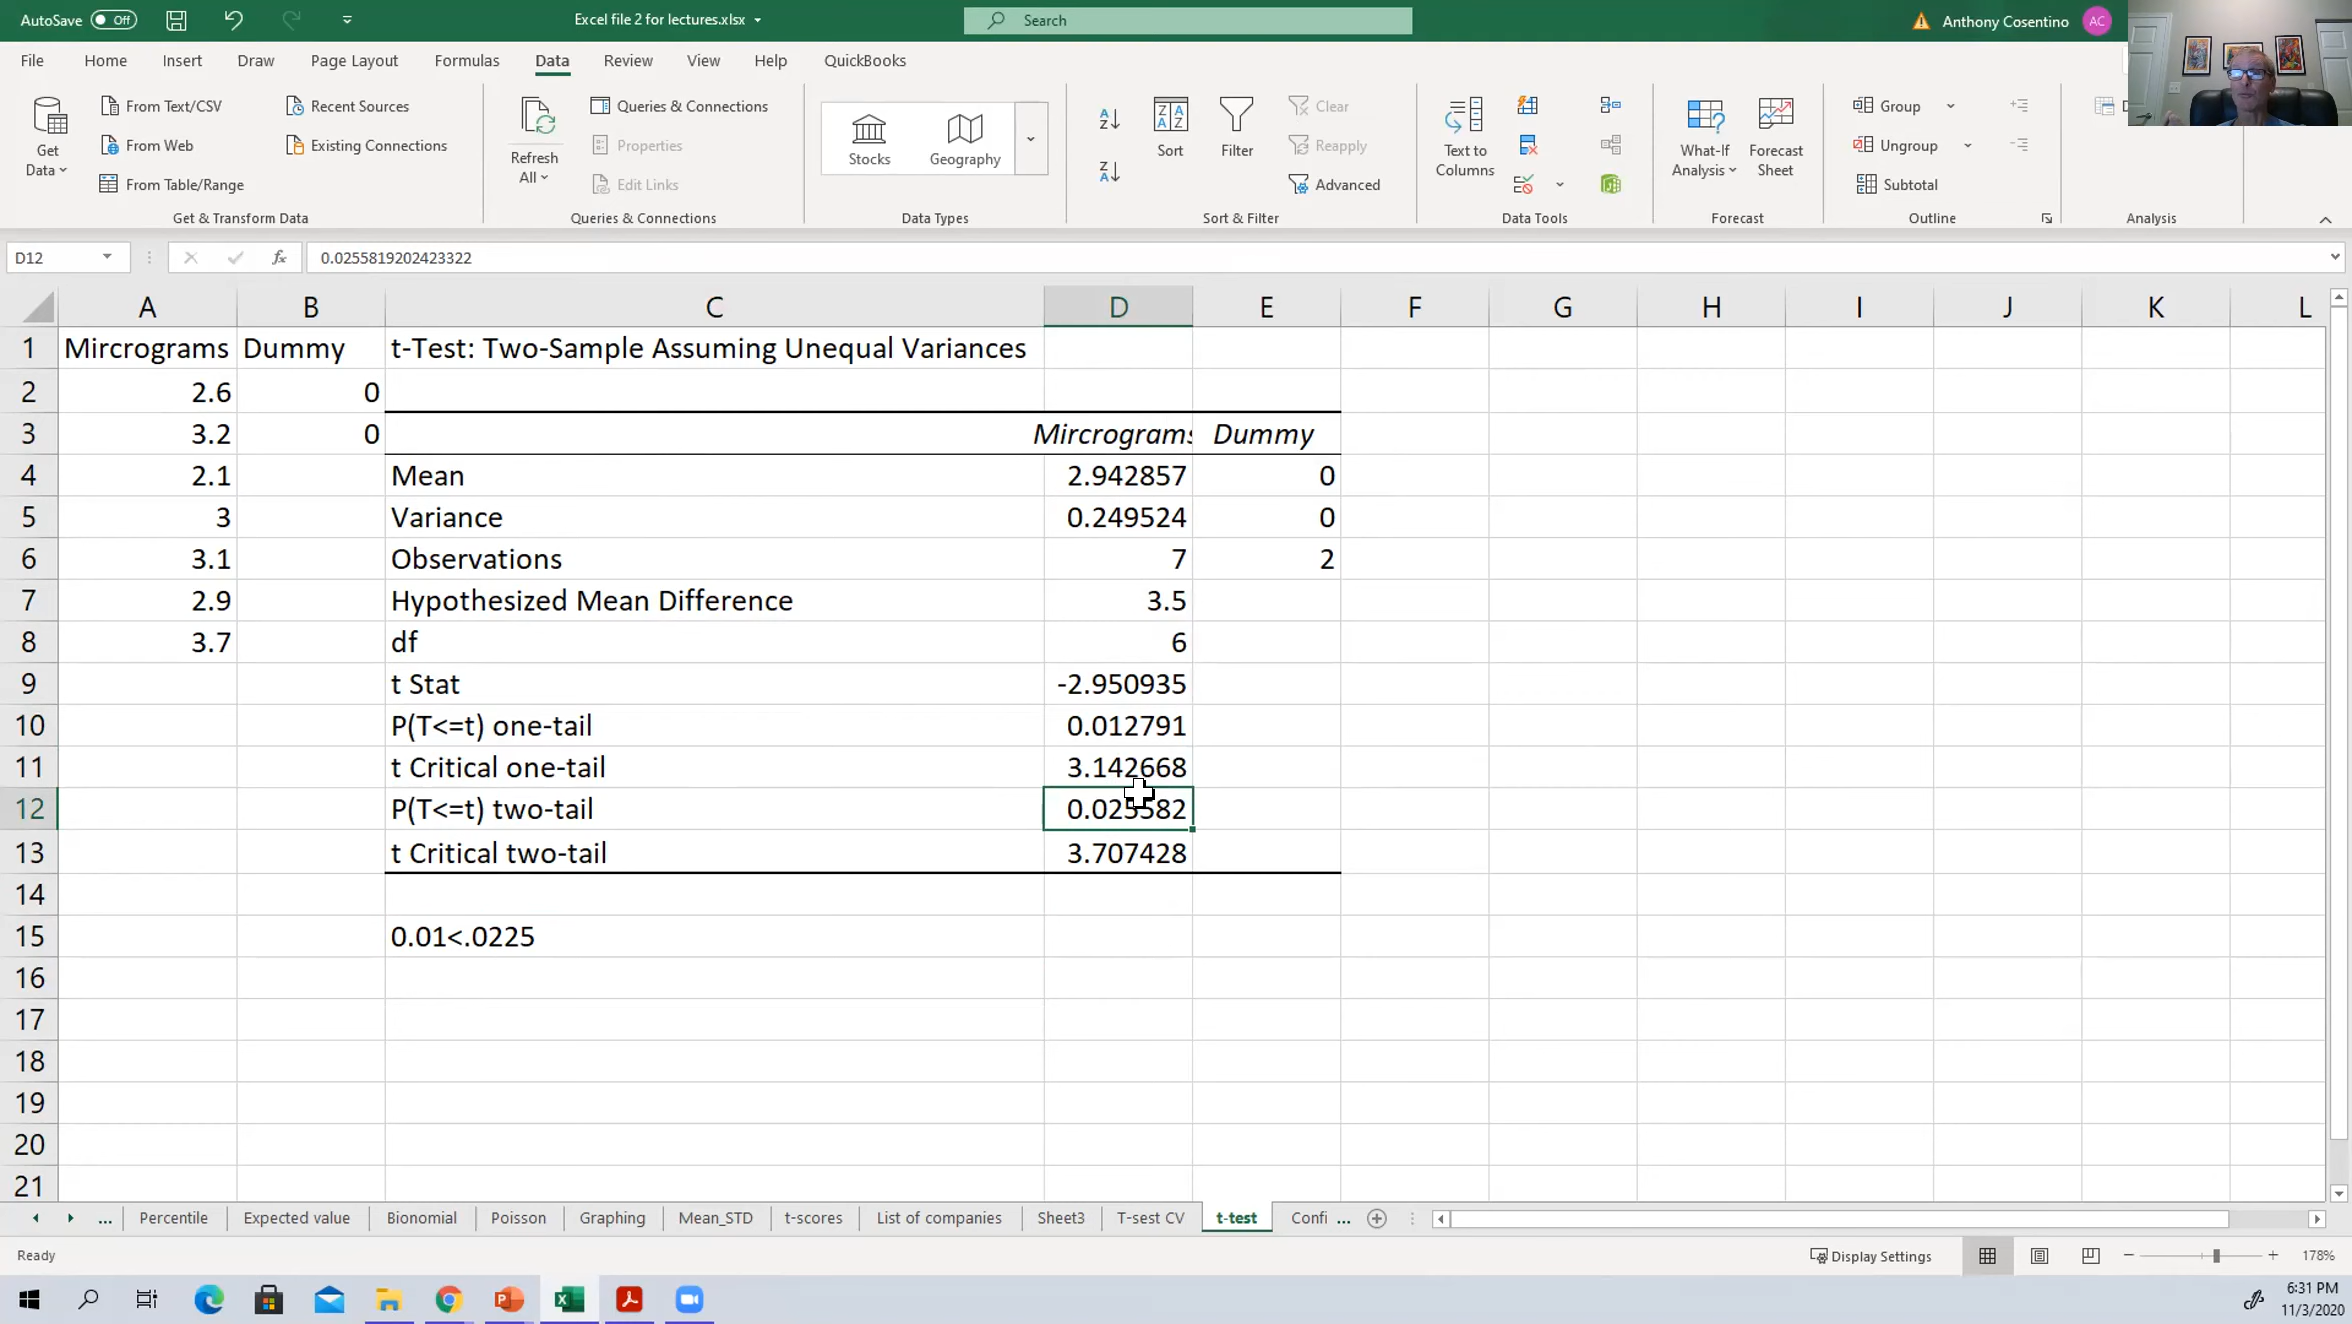 AutoSave Off
Excel file 2 for lectures.xlsx
Search
Anthony Cosentino AC
File Home Insert Draw Page Layout Formulas Data Review View Help QuickBooks
Get Data
From Text/CSV
From Web
From Table/Range
Recent Sources
Existing Connections
Get & Transform Data
Refresh All
Queries & Connections
Properties
Edit Links
Queries & Connections
Stocks
Geography
Data Types
Sort
Filter
Clear
Reapply
Advanced
Sort & Filter
Text to Columns
Data Tools
What-If Analysis
Forecast Sheet
Forecast
Group
Ungroup
Subtotal
Outline
Analysis
D12 fx 0.0255819202423322
A B C D E F G H I J K L
1 Mircrograms Dummy t-Test: Two-Sample Assuming Unequal Variances
2 2.6 0
3 3.2 0 Mircrograms Dummy
4 2.1 Mean 2.942857 0
5 3 Variance 0.249524 0
6 3.1 Observations 7 2
7 2.9 Hypothesized Mean Difference 3.5
8 3.7 df 6
9 t Stat -2.950935
10 P(T<=t) one-tail 0.012791
11 t Critical one-tail 3.142668
12 P(T<=t) two-tail 0.025582
13 t Critical two-tail 3.707428
14
15 0.01<.0225
16
17
18
19
20
21
... Percentile Expected value Binomial Poisson Graphing Mean_STD t-scores List of companies Sheet3 T-sest CV t-test Confi ...
Ready
Display Settings
178%
6:31 PM
11/3/2020